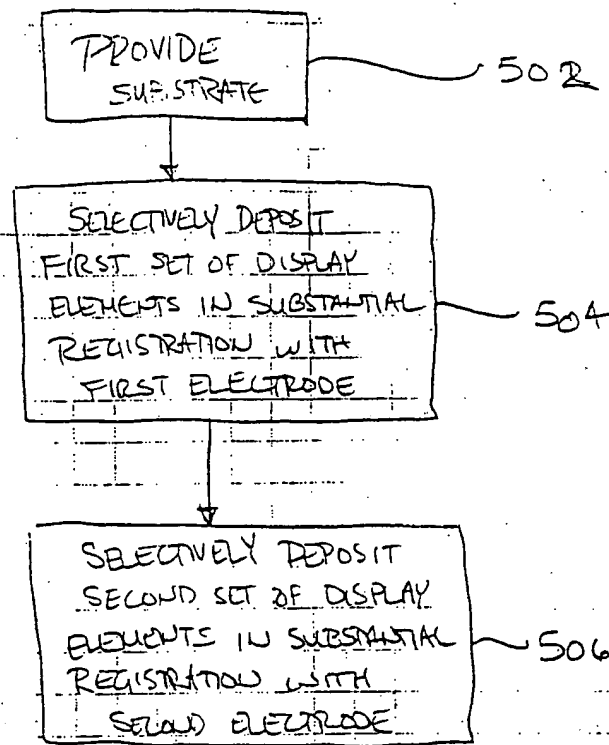 PROVIDE
SUBSTRATE
502
SELECTIVELY DEPOSIT
FIRST SET OF DISPLAY
ELEMENTS IN SUBSTANTIAL
REGISTRATION WITH
FIRST ELECTRODE
504
SELECTIVELY DEPOSIT
SECOND SET OF DISPLAY
ELEMENTS IN SUBSTANTIAL
REGISTRATION WITH
SECOND ELECTRODE
506